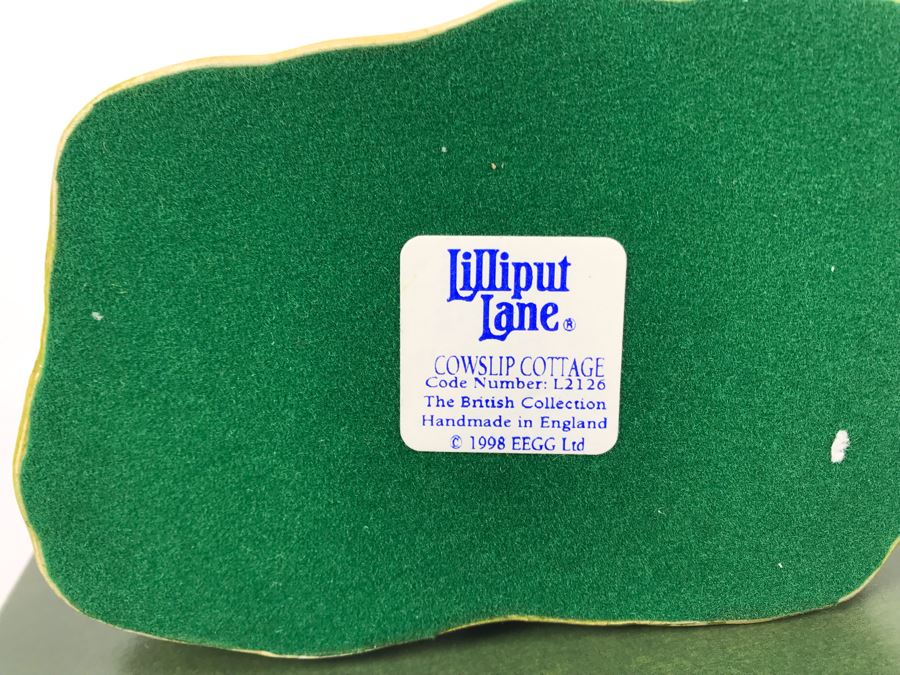 Lilliput
Lane®
COWSLIP COTTAGE
Code Number: L2126
The British Collection
Handmade in England
© 1998 EEGG Ltd